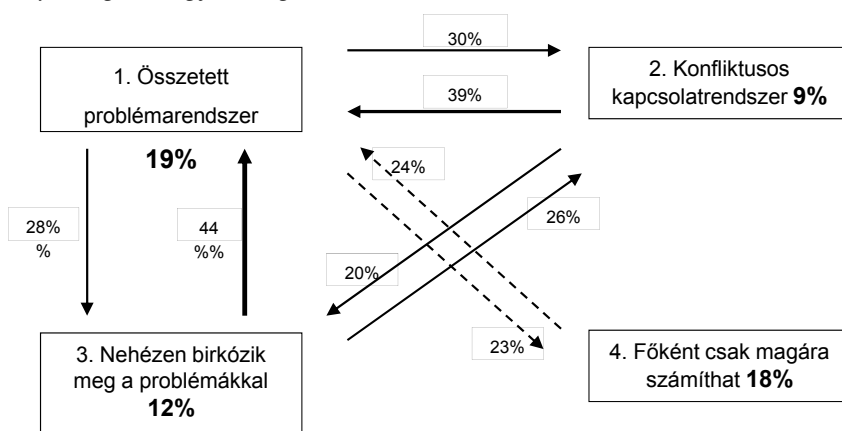 30%
1. Összetett
problémarendszer
19%
2. Konfliktusos
kapcsolatrendszer 9%
39%
24%
28%
%
44
%%
26%
20%
23%
3. Nehézen birkózik
meg a problémákkal
12%
4. Főként csak magára
számíthat 18%